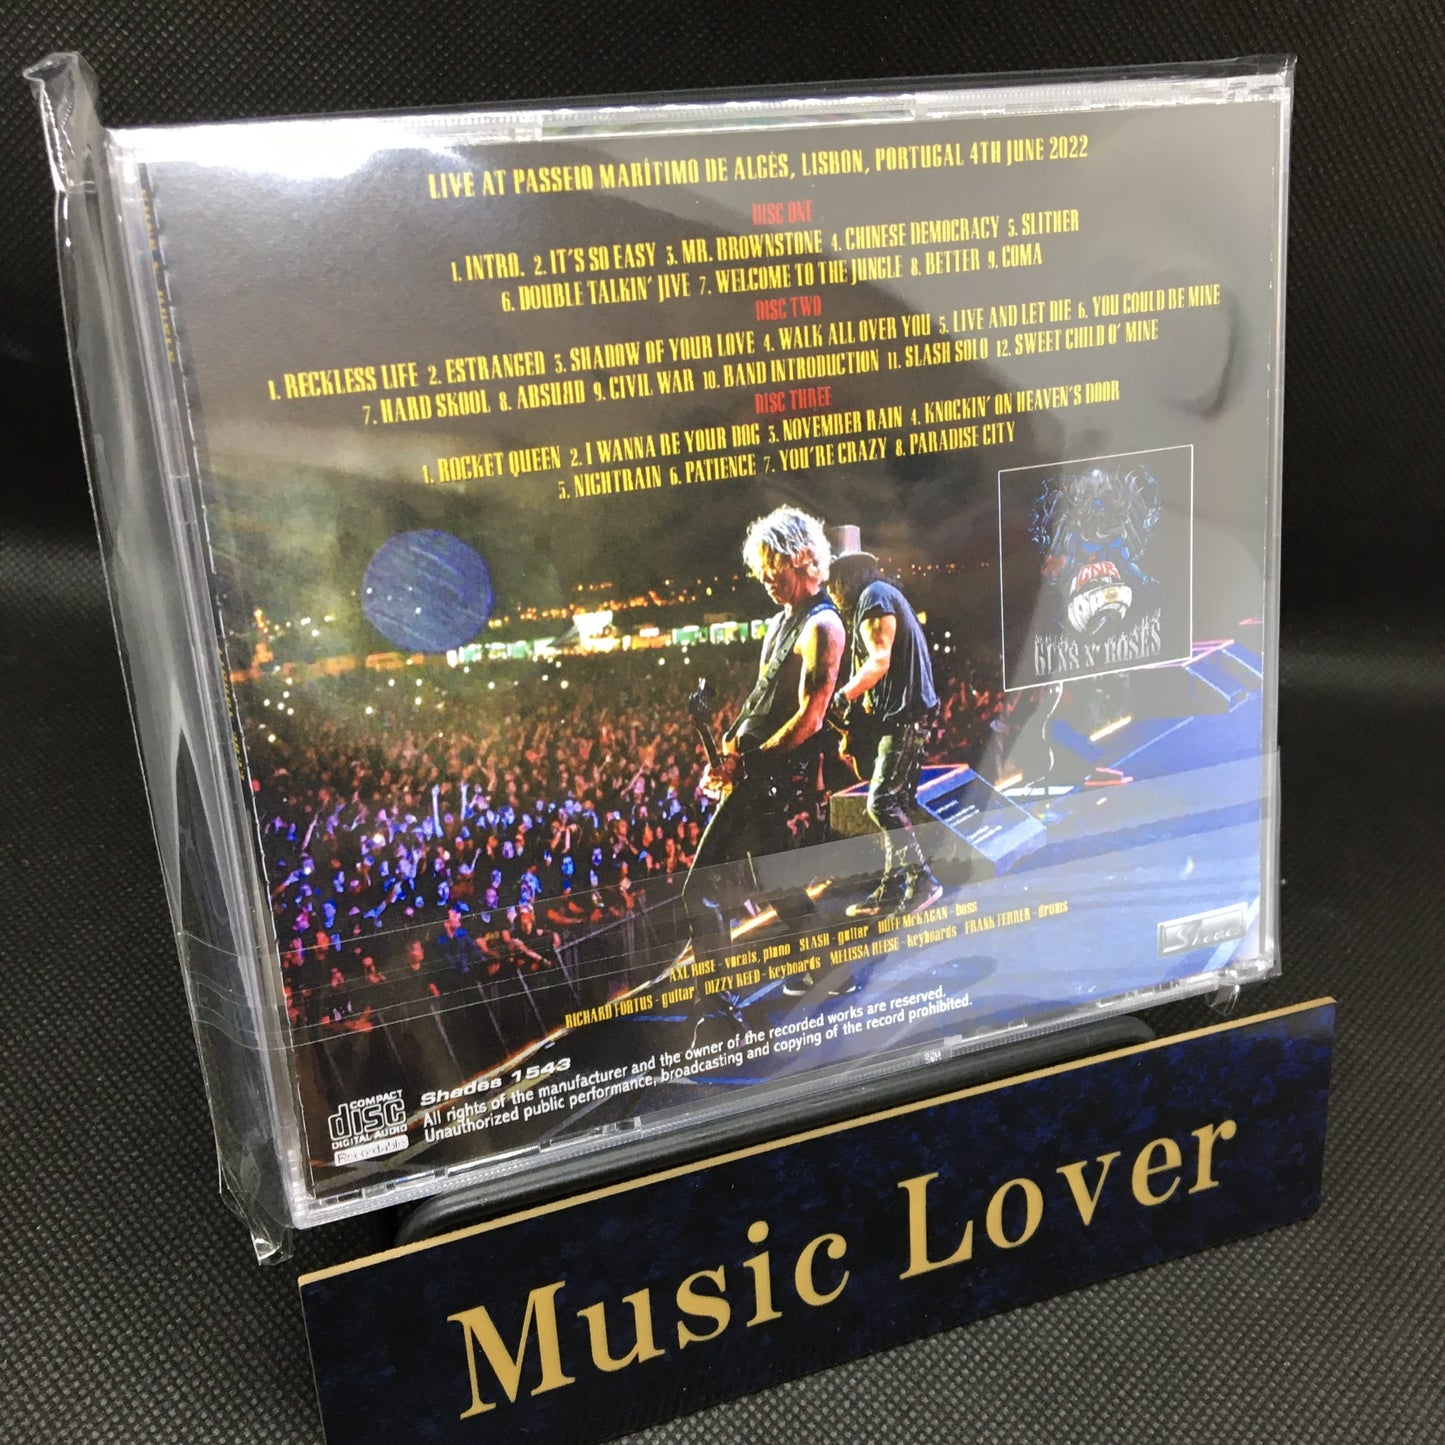 LIVE AT PASSEIO MARÍTIMO DE ALGÉS, LISBON, PORTUGAL 4TH JUNE 2022
DISC ONE
1. INTRO. 2. IT'S SO EASY 3. MR. BROWNSTONE 4. CHINESE DEMOCRACY 5. SLITHER
6. DOUBLE TALKIN' JIVE 7. WELCOME TO THE JUNGLE 8. BETTER 9. COMA
DISC TWO
1. RECKLESS LIFE 2. ESTRANGED 3. SHADOW OF YOUR LOVE 4. WALK ALL OVER YOU 5. LIVE AND LET DIE 6. YOU COULD BE MINE
7. HARD SKOOL 8. ABSUЯD 9. CIVIL WAR 10. BAND INTRODUCTION 11. SLASH SOLO 12. SWEET CHILD O' MINE
DISC THREE
1. ROCKET QUEEN 2. I WANNA BE YOUR DOG 3. NOVEMBER RAIN 4. KNOCKIN' ON HEAVEN'S DOOR
5. NIGHTRAIN 6. PATIENCE 7. YOU'RE CRAZY 8. PARADISE CITY
GNR
GUNS N' ROSES
AXL ROSE - vocals, piano SLASH - guitar DUFF McKAGAN - bass
RICHARD FORTUS - guitar DIZZY REED - keyboards MELISSA REESE - keyboards FRANK FERRER - drums
COMPACT
disc
DIGITAL AUDIO
Recordable
Shades 1543
All rights of the manufacturer and the owner of the recorded works are reserved.
Unauthorized public performance, broadcasting and copying of the record prohibited.
Music Lover